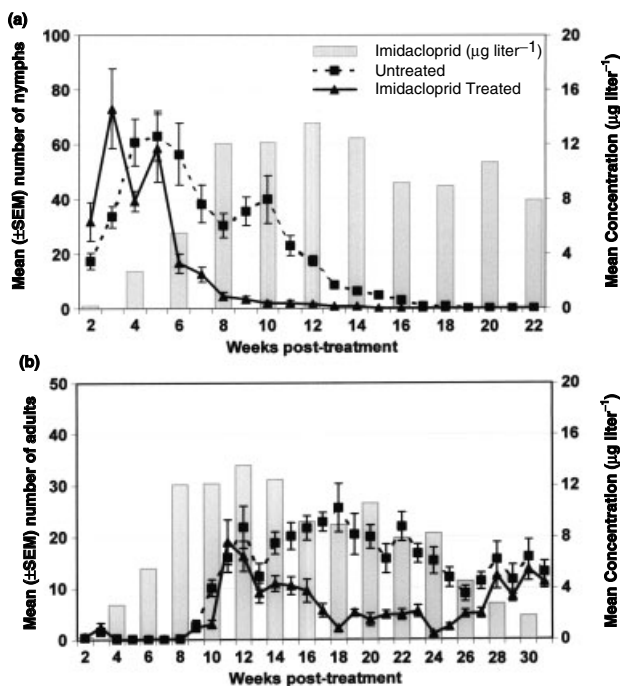 (a)
Imidacloprid (µg liter⁻¹)
Untreated
Imidacloprid Treated
Mean (±SEM) number of nymphs
100
80
60
40
20
0
20
16
12
8
4
0
Mean Concentration (µg liter⁻¹)
2 4 6 8 10 12 14 16 18 20 22
Weeks post-treatment
(b)
Mean (±SEM) number of adults
50
40
30
20
10
0
20
16
12
8
4
0
Mean Concentration (µg liter⁻¹)
2 4 6 8 10 12 14 16 18 20 22 24 26 28 30
Weeks post-treatment